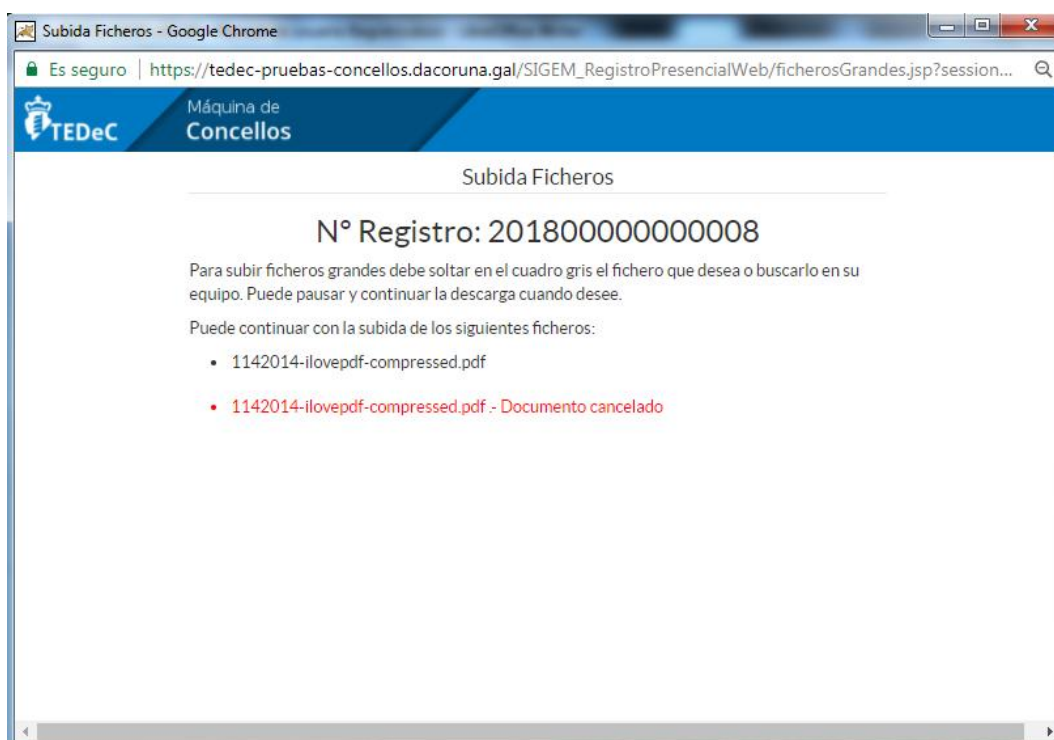 Subida Ficheros - Google Chrome
Es seguro | https://tedec-pruebas-concellos.dacoruna.gal/SIGEM_RegistroPresencialWeb/ficherosGrandes.jsp?session...
TEDeC
Máquina de
Concellos
Subida Ficheros
Nº Registro: 201800000000008
Para subir ficheros grandes debe soltar en el cuadro gris el fichero que desea o buscarlo en su
equipo. Puede pausar y continuar la descarga cuando desee.
Puede continuar con la subida de los siguientes ficheros:
• 1142014-ilovepdf-compressed.pdf
• 1142014-ilovepdf-compressed.pdf .- Documento cancelado